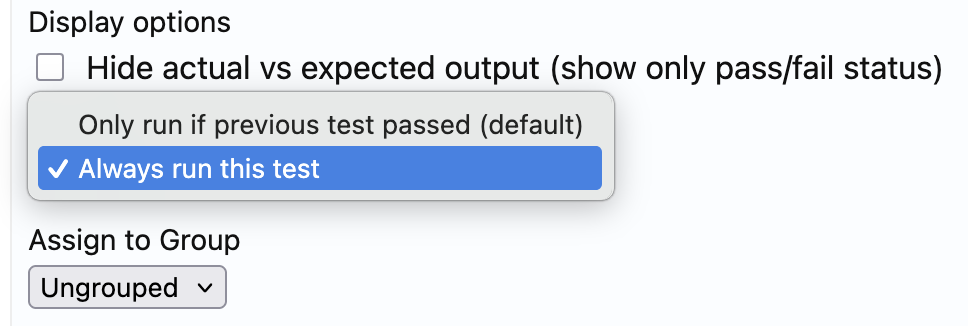 Display options
Hide actual vs expected output (show only pass/fail status)
Only run if previous test passed (default)
✓ Always run this test
Assign to Group
Ungrouped